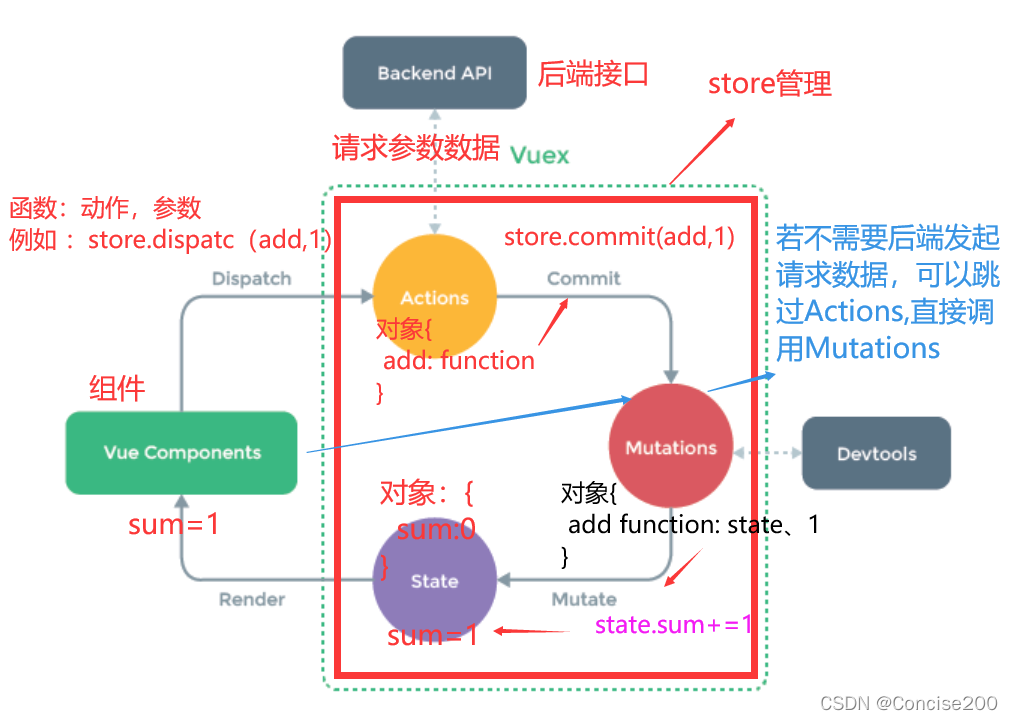 Backend API
后端接口
store管理
请求参数数据
Vuex
函数：动作，参数
例如 ：store.dispatc（add,1）
store.commit(add,1)
若不需要后端发起
请求数据，可以跳
过Actions,直接调
用Mutations
Dispatch
Commit
Actions
对象{
add: function
}
组件
Vue Components
Mutations
Devtools
sum=1
对象：{
sum:0
}
对象{
add function: state、1
}
State
Render
Mutate
sum=1
state.sum+=1
CSDN @Concise200